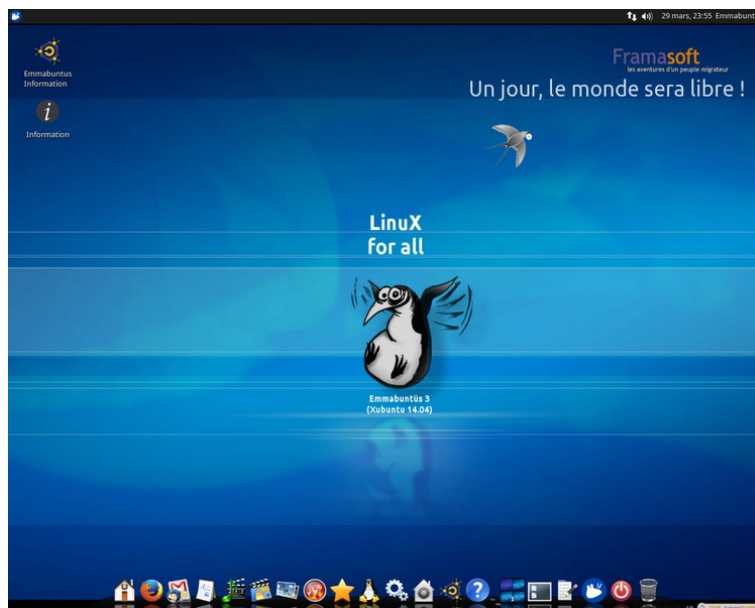 29 mars, 23:55 Emmabunt
Emmabuntus
Information
Information
Framasoft
les aventures d'un peuple migrateur
Un jour, le monde sera libre !
LinuX
for all
Emmabuntüs 3
(Xubuntu 14.04)